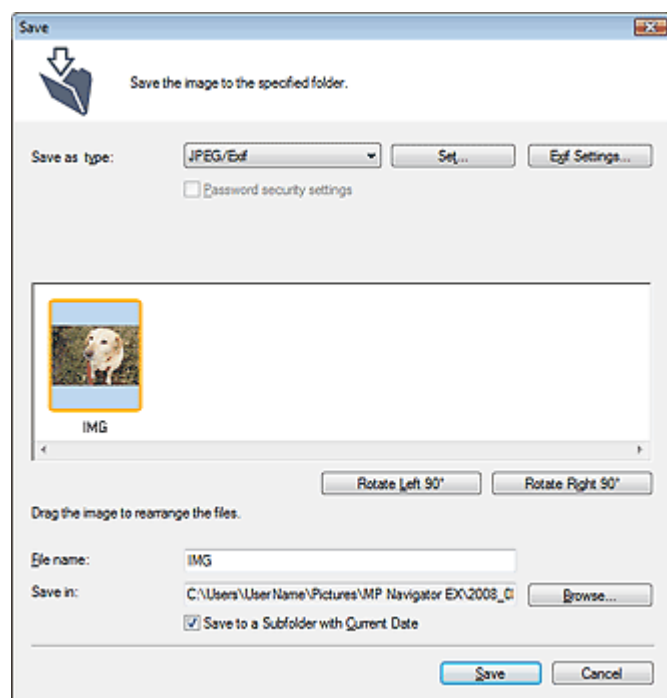 Save
Save the image to the specified folder.
Save as type: JPEG/Exif Set... Exif Settings...
Password security settings
IMG
Rotate Left 90° Rotate Right 90°
Drag the image to rearrange the files.
File name: IMG
Save in: C:\Users\User Name\Pictures\MP Navigator EX\2008_0 Browse...
Save to a Subfolder with Current Date
Save Cancel